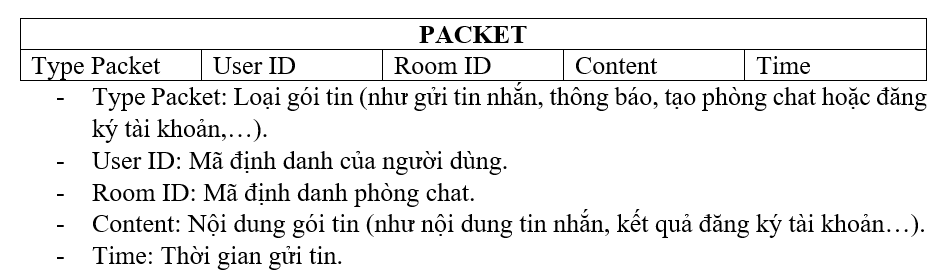 PACKET
Type Packet User ID Room ID Content Time
- Type Packet: Loại gói tin (như gửi tin nhắn, thông báo, tạo phòng chat hoặc đăng
ký tài khoản,…).
- User ID: Mã định danh của người dùng.
- Room ID: Mã định danh phòng chat.
- Content: Nội dung gói tin (như nội dung tin nhắn, kết quả đăng ký tài khoản…).
- Time: Thời gian gửi tin.